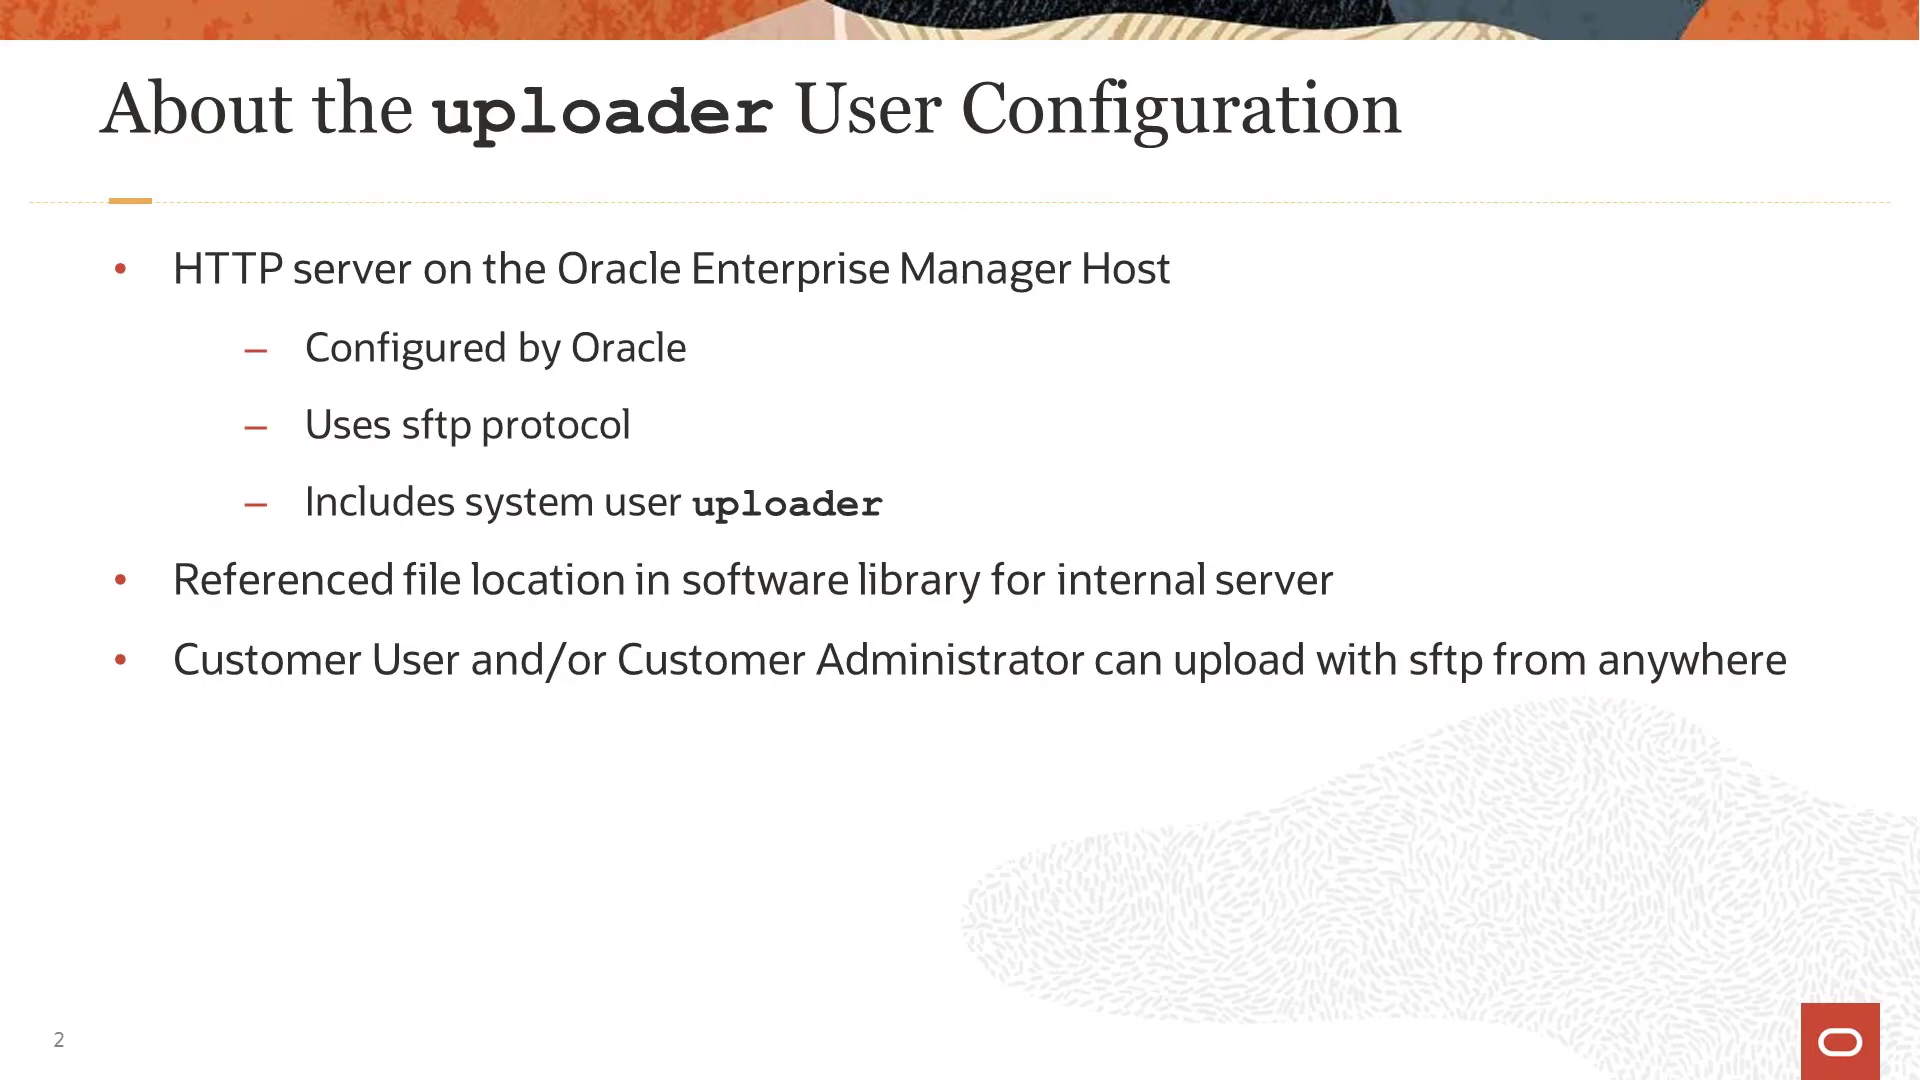 About the uploader User Configuration
• HTTP server on the Oracle Enterprise Manager Host
– Configured by Oracle
– Uses sftp protocol
– Includes system user uploader
• Referenced file location in software library for internal server
• Customer User and/or Customer Administrator can upload with sftp from anywhere
2